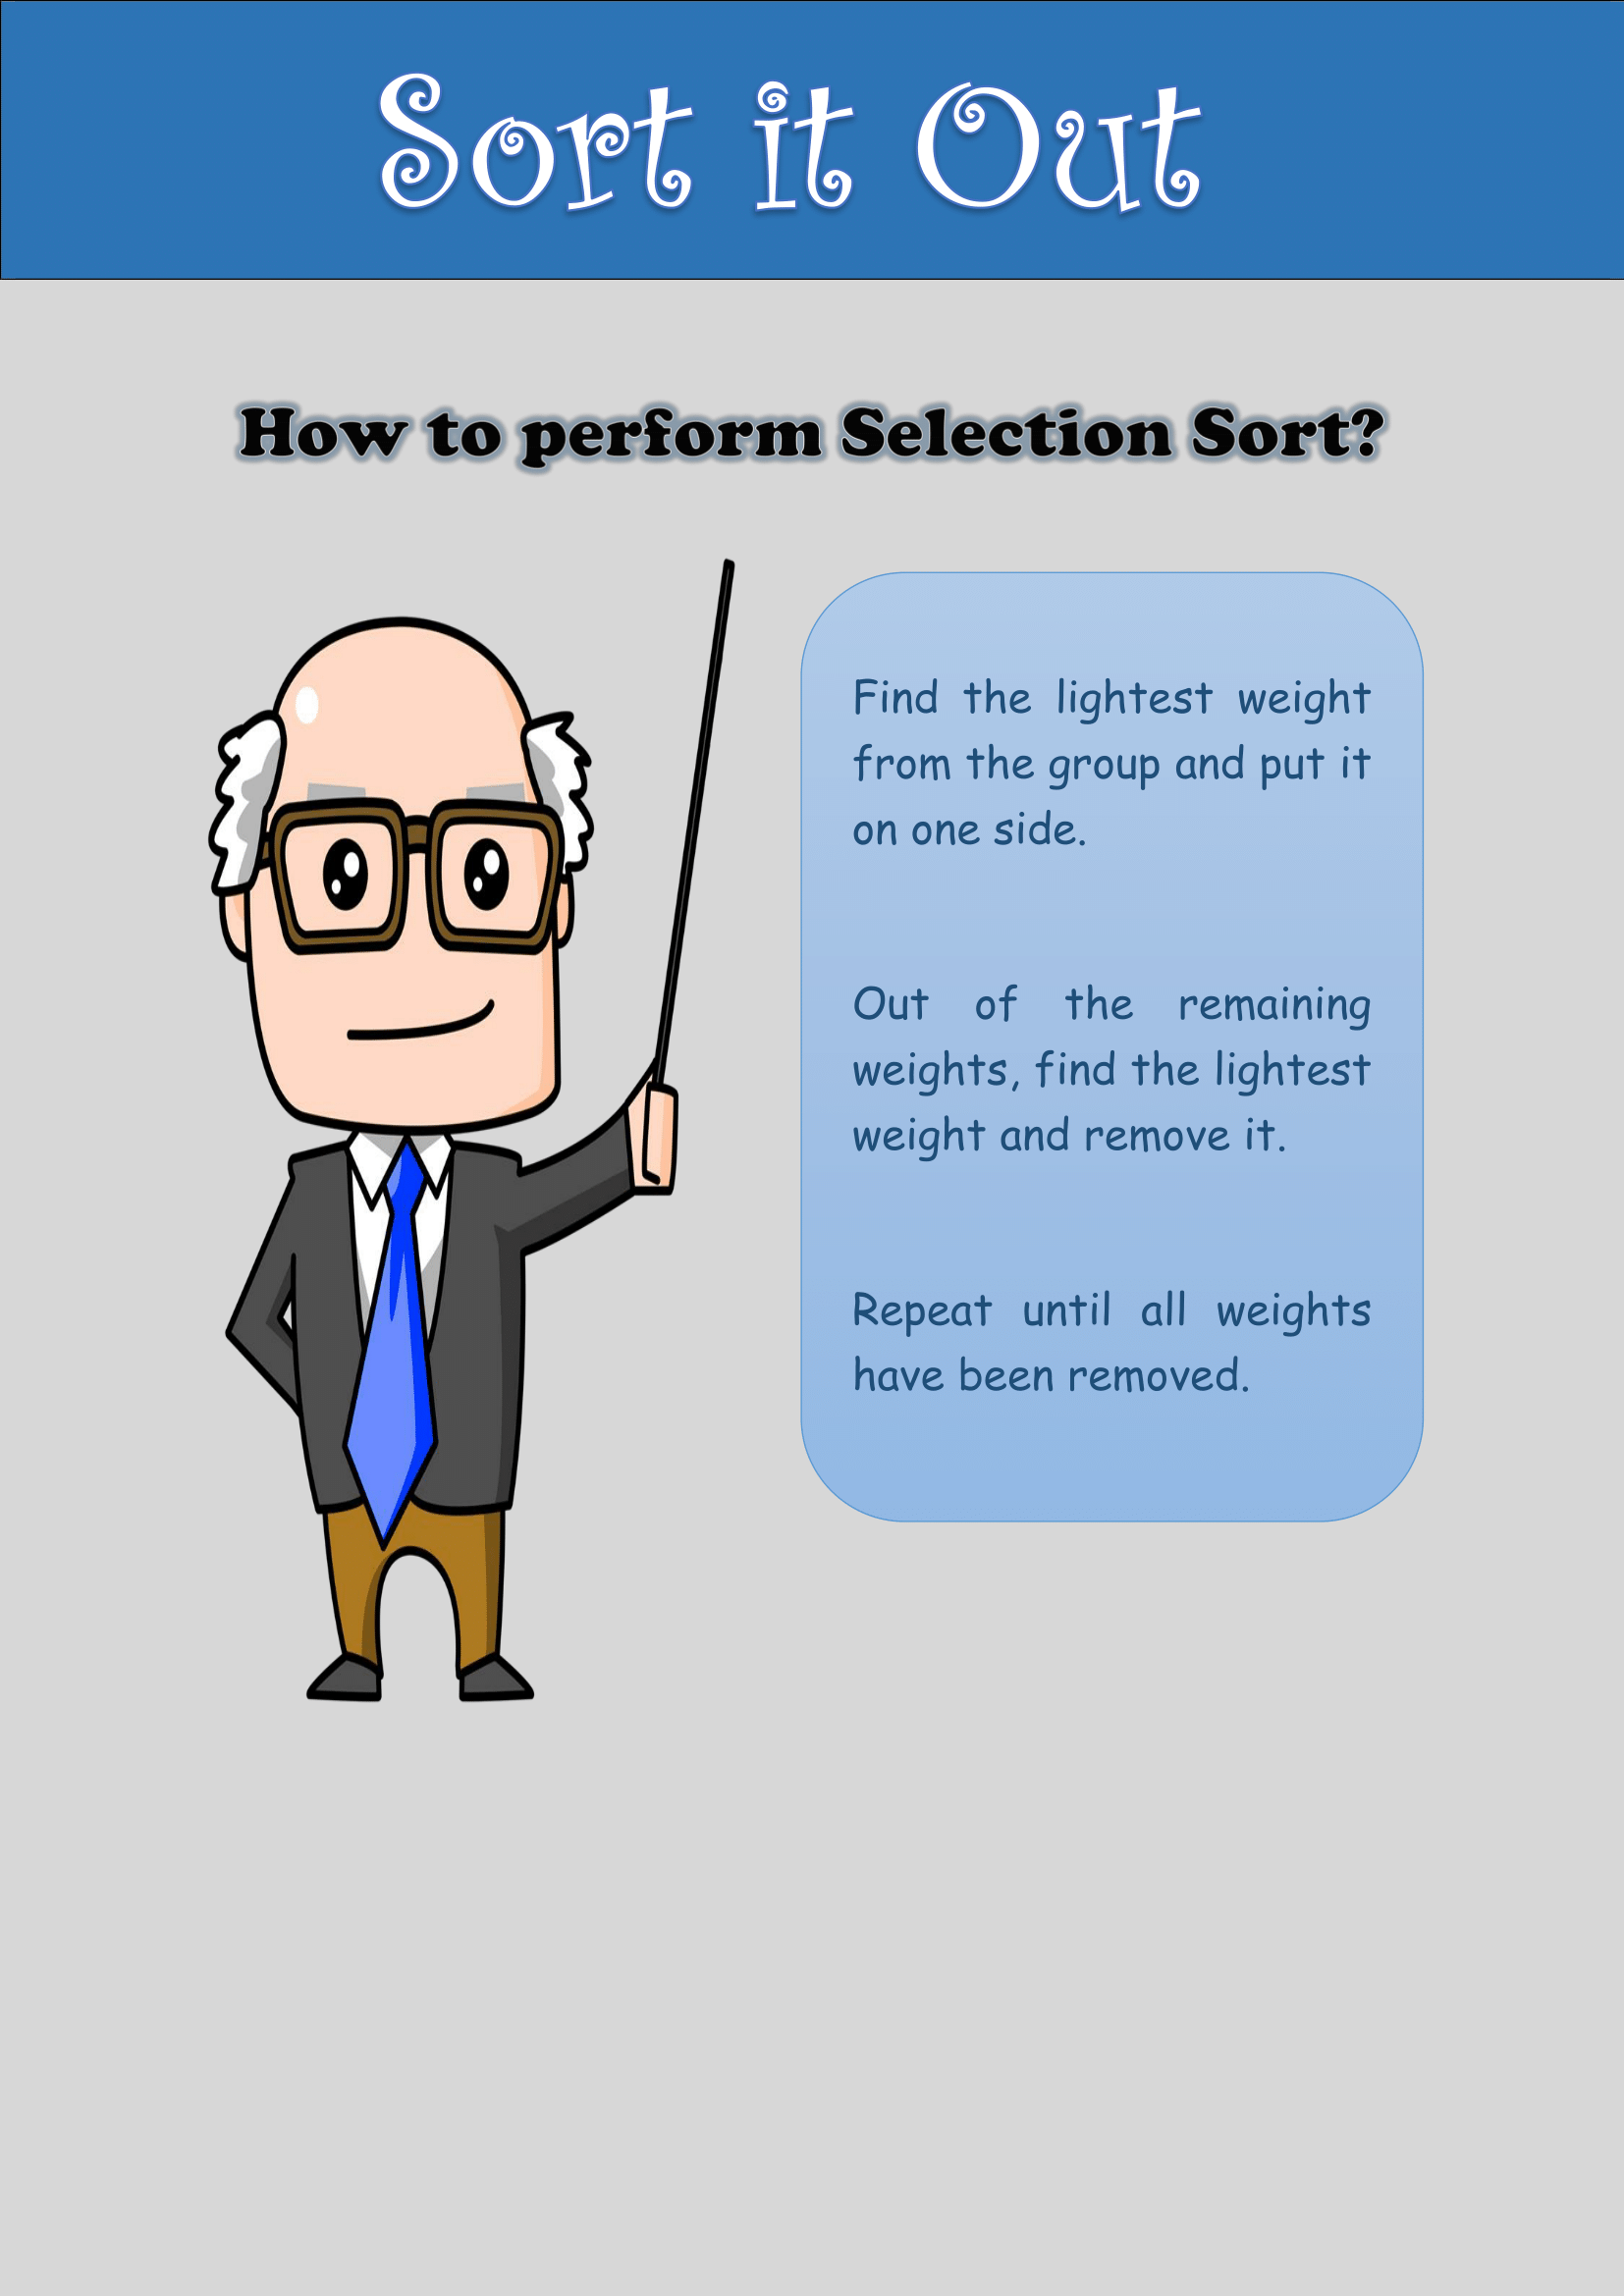 Sort it Out
How to perform Selection Sort?
Find the lightest weight
from the group and put it
on one side.
Out of the remaining
weights, find the lightest
weight and remove it.
Repeat until all weights
have been removed.